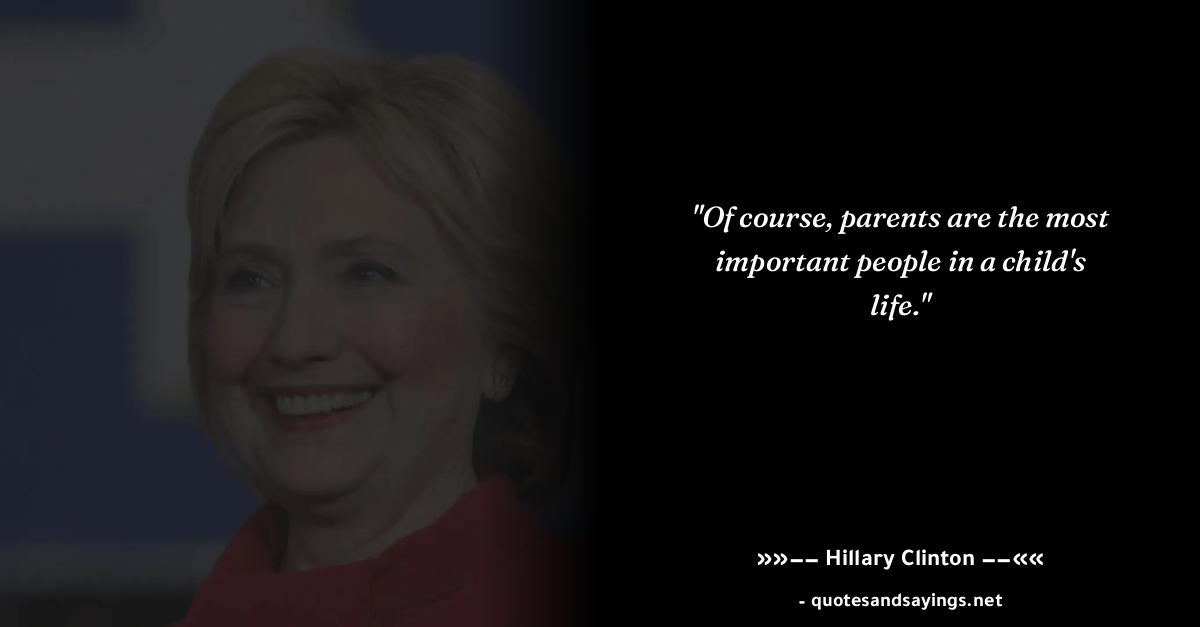 "Of course, parents are the most
important people in a child's
life."
»»–– Hillary Clinton ––««
- quotesandsayings.net